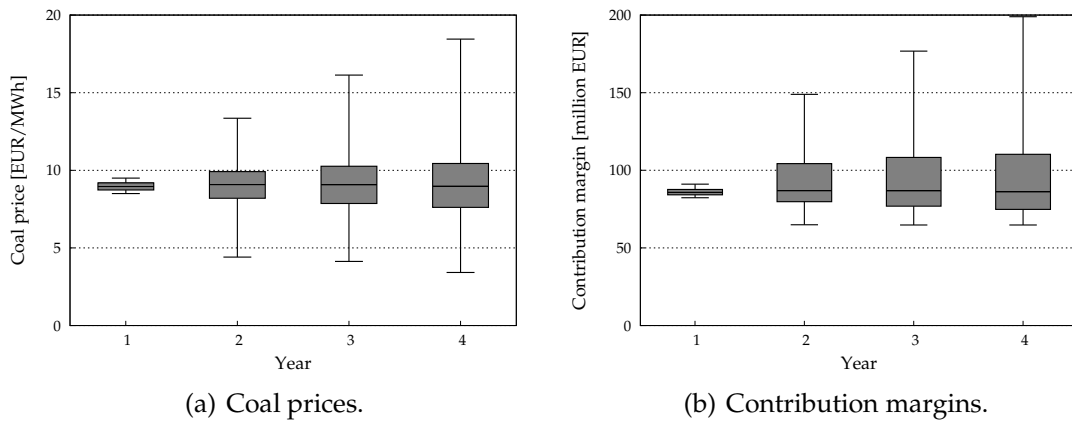 20
15
10
5
0
Coal price [EUR/MWh]
1 2 3 4
Year
(a) Coal prices.
200
150
100
50
0
Contribution margin [million EUR]
1 2 3 4
Year
(b) Contribution margins.